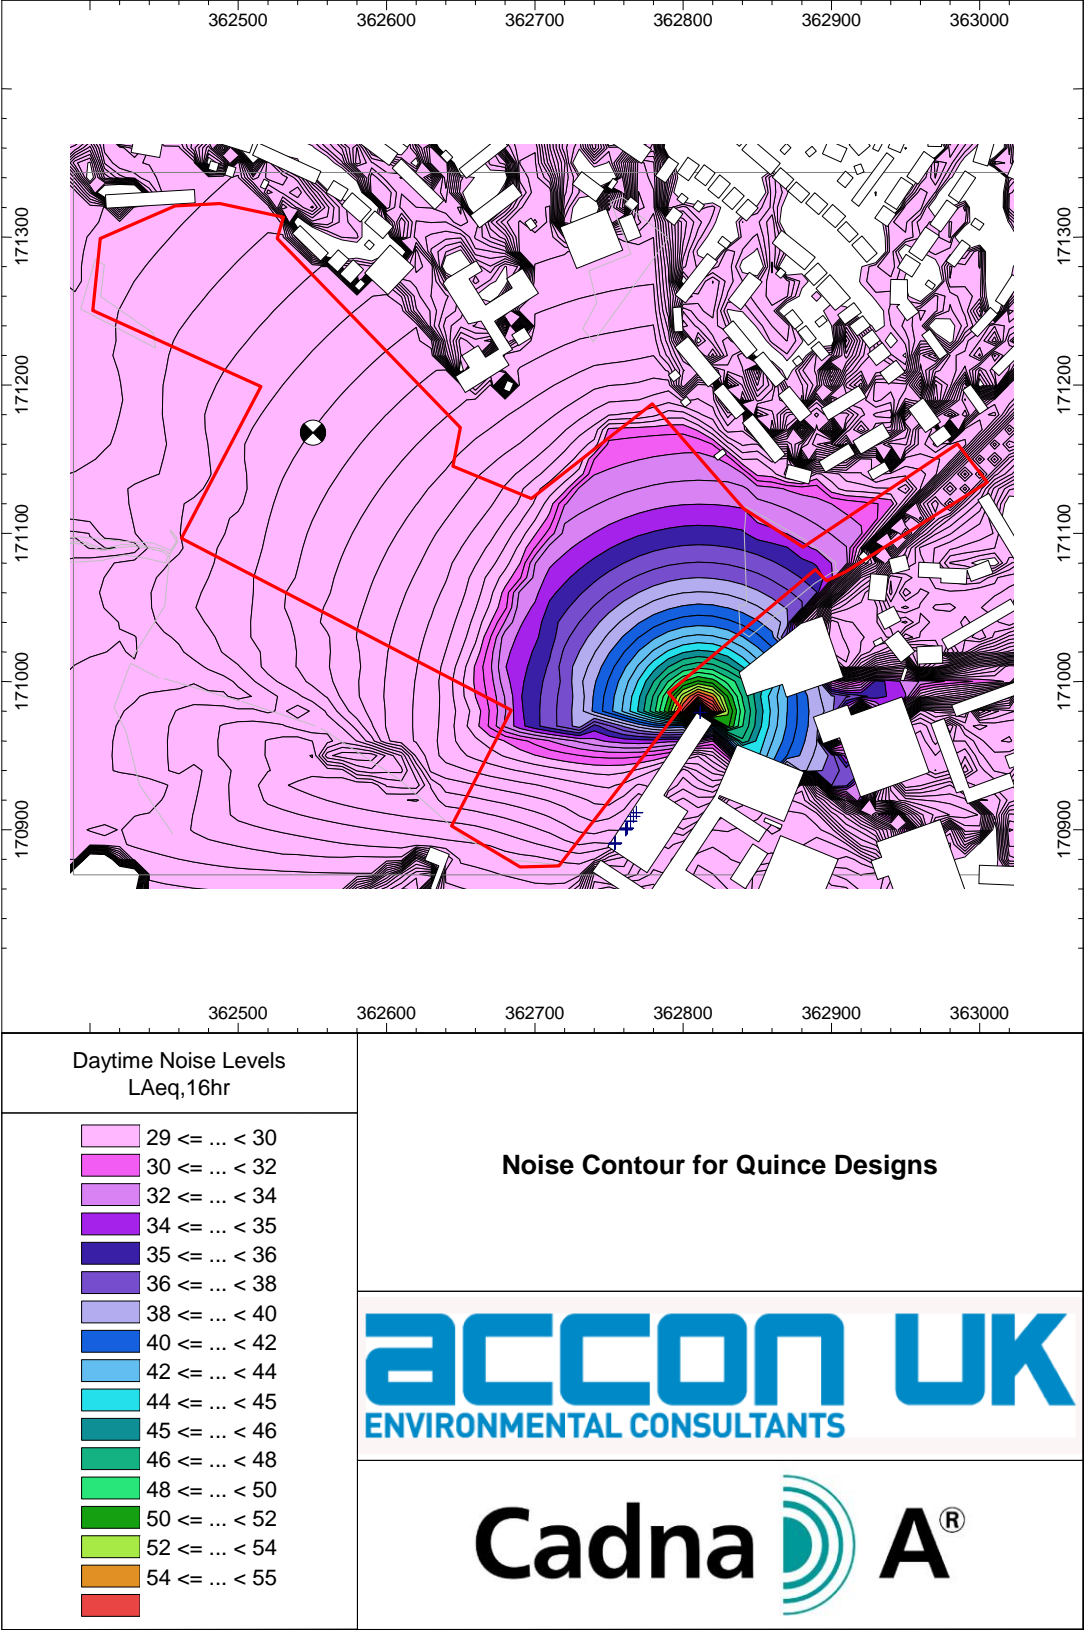 362500 362600 362700 362800 362900 363000
171300
171200
171100
171000
170900
171300
171200
171100
171000
170900
362500 362600 362700 362800 362900 363000
Daytime Noise Levels
LAeq,16hr
29 <= ... < 30
30 <= ... < 32
32 <= ... < 34
34 <= ... < 35
35 <= ... < 36
36 <= ... < 38
38 <= ... < 40
40 <= ... < 42
42 <= ... < 44
44 <= ... < 45
45 <= ... < 46
46 <= ... < 48
48 <= ... < 50
50 <= ... < 52
52 <= ... < 54
54 <= ... < 55
Noise Contour for Quince Designs
accon UK
ENVIRONMENTAL CONSULTANTS
Cadna A®